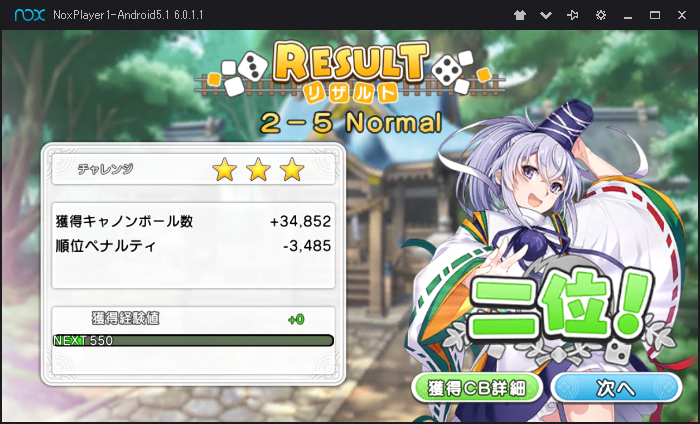 nox NoxPlayer1-Android5.1 6.0.1.1
RESULT
リザルト
2-5 Normal
チャレンジ
獲得キャノンボール数 +34,852
順位ペナルティ -3,485
獲得経験値 +0
NEXT 550
二位!
獲得CB詳細
次へ